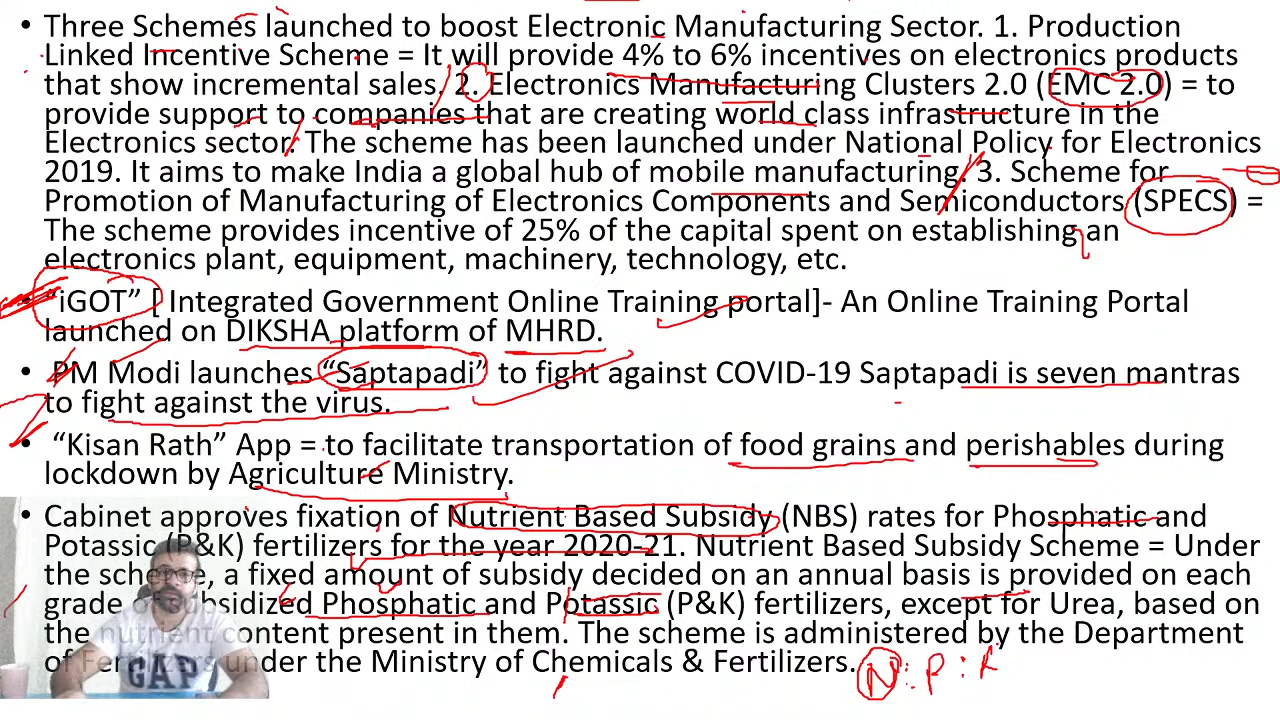 • Three Schemes launched to boost Electronic Manufacturing Sector. 1. Production
Linked Incentive Scheme = It will provide 4% to 6% incentives on electronics products
that show incremental sales. 2. Electronics Manufacturing Clusters 2.0 (EMC 2.0) = to
provide support to companies that are creating world class infrastructure in the
Electronics sector. The scheme has been launched under National Policy for Electronics
2019. It aims to make India a global hub of mobile manufacturing. 3. Scheme for
Promotion of Manufacturing of Electronics Components and Semiconductors (SPECS) =
The scheme provides incentive of 25% of the capital spent on establishing an
electronics plant, equipment, machinery, technology, etc.
• “iGOT” [ Integrated Government Online Training portal]- An Online Training Portal
launched on DIKSHA platform of MHRD.
• PM Modi launches “Saptapadi” to fight against COVID-19 Saptapadi is seven mantras
to fight against the virus.
• “Kisan Rath” App = to facilitate transportation of food grains and perishables during
lockdown by Agriculture Ministry.
• Cabinet approves fixation of Nutrient Based Subsidy (NBS) rates for Phosphatic and
Potassic (P&K) fertilizers for the year 2020-21. Nutrient Based Subsidy Scheme = Under
the scheme, a fixed amount of subsidy decided on an annual basis is provided on each
grade of subsidized Phosphatic and Potassic (P&K) fertilizers, except for Urea, based on
the nutrient content present in them. The scheme is administered by the Department
of Fertilizers under the Ministry of Chemicals & Fertilizers.
N : P : K
GAP